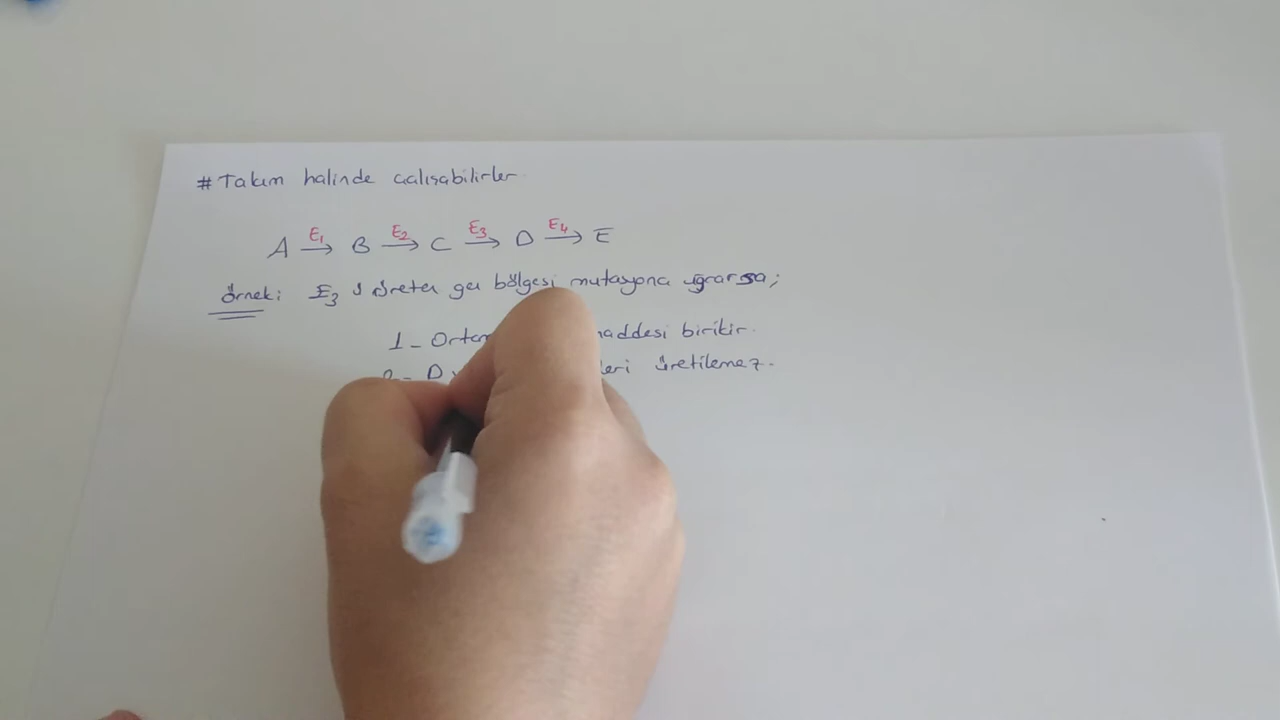 # Takım halinde çalışabilirler
A E1→ B E2→ C E3→ D E4→ E
Örnek: E3 ü üreten gen bölgesi mutasyona uğrarsa;
1- Ortam maddesi birikir.
2- D üretilemez.